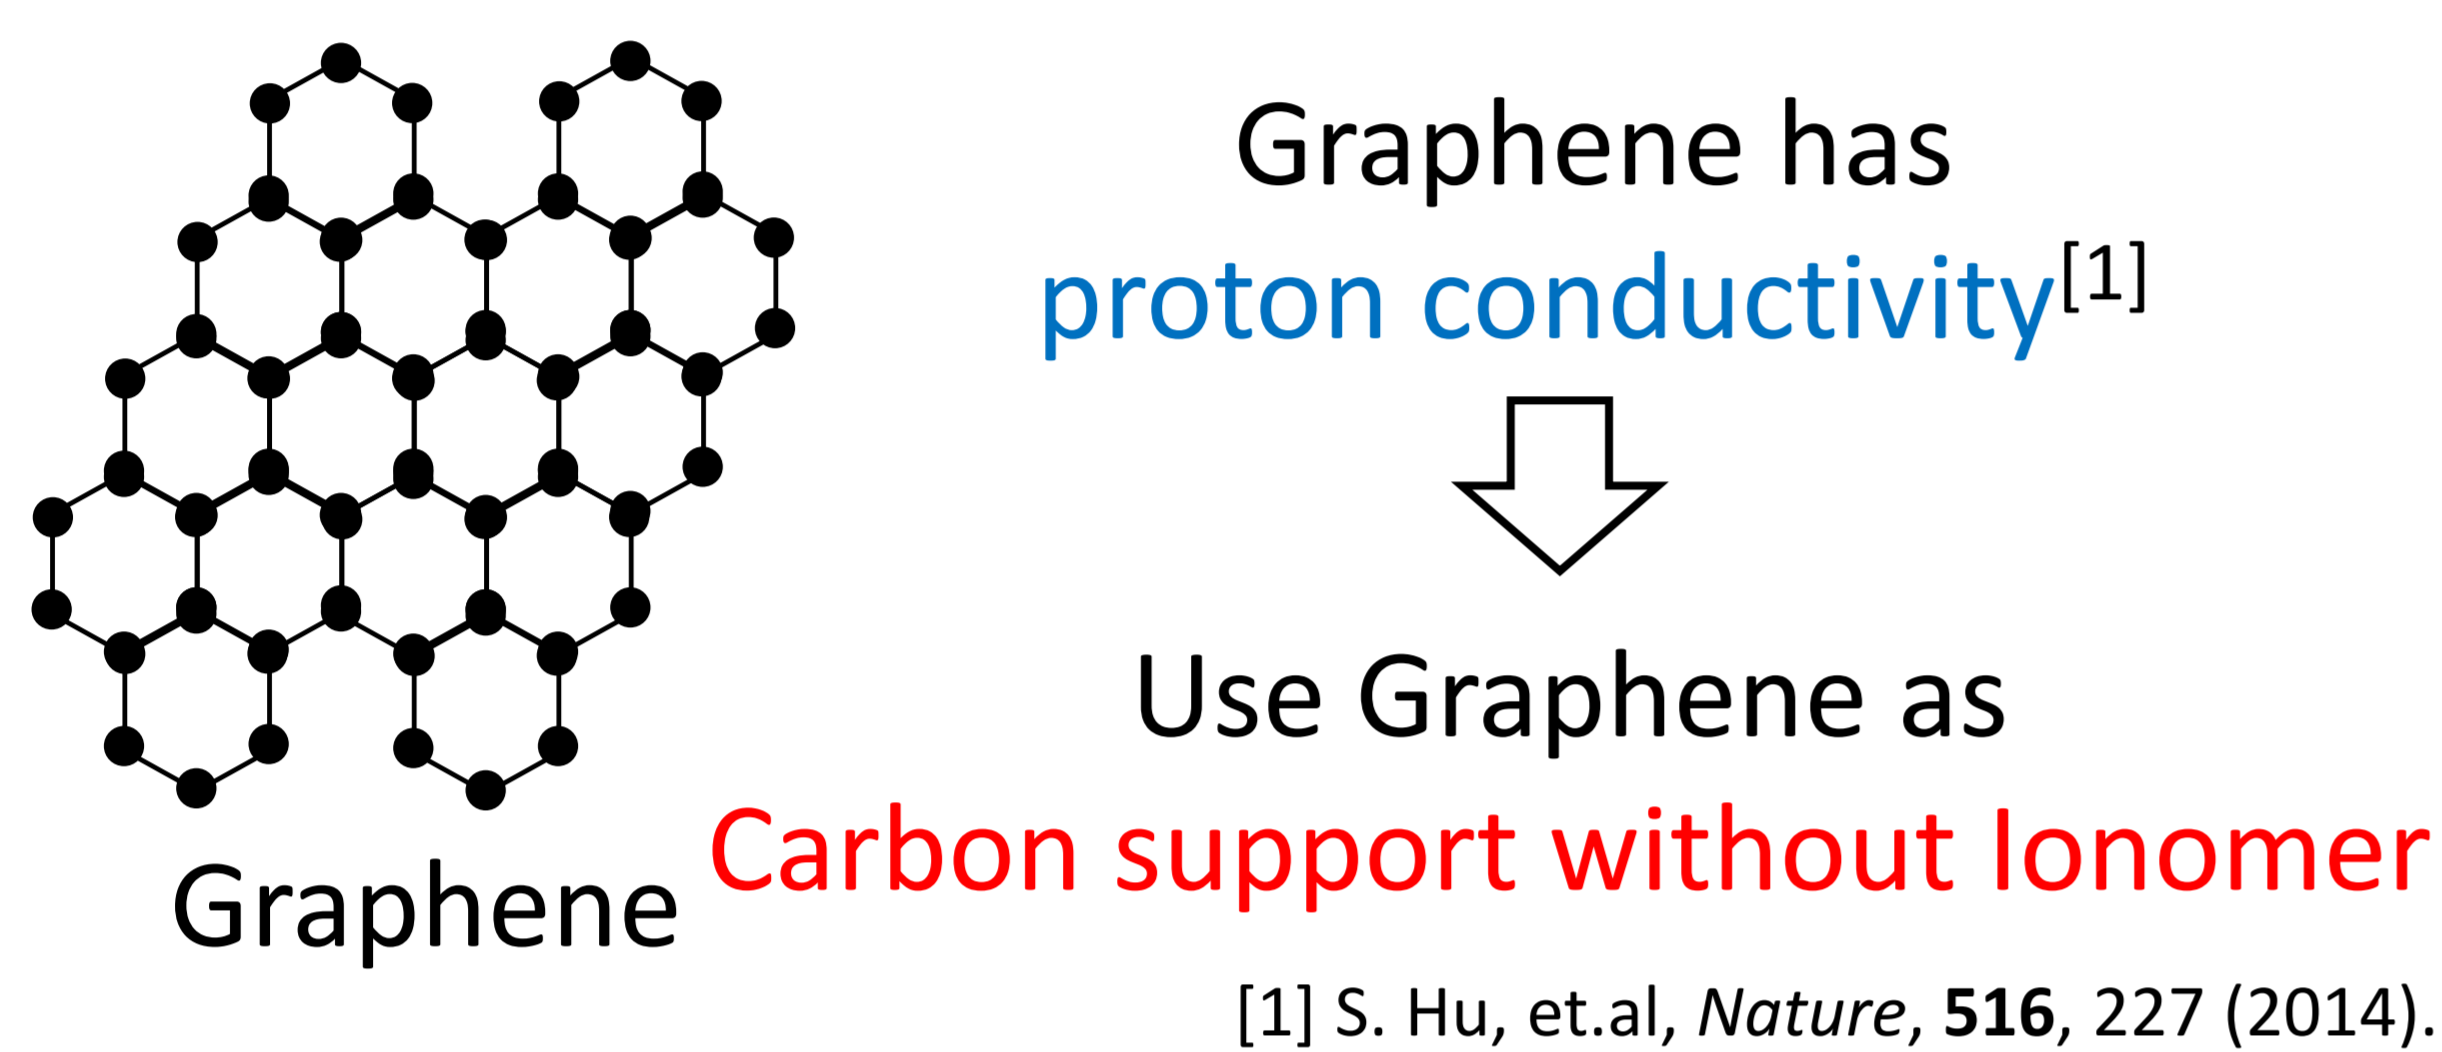 Graphene has
proton conductivity[1]
Use Graphene as
Carbon support without Ionomer
Graphene
[1] S. Hu, et.al, Nature, 516, 227 (2014).